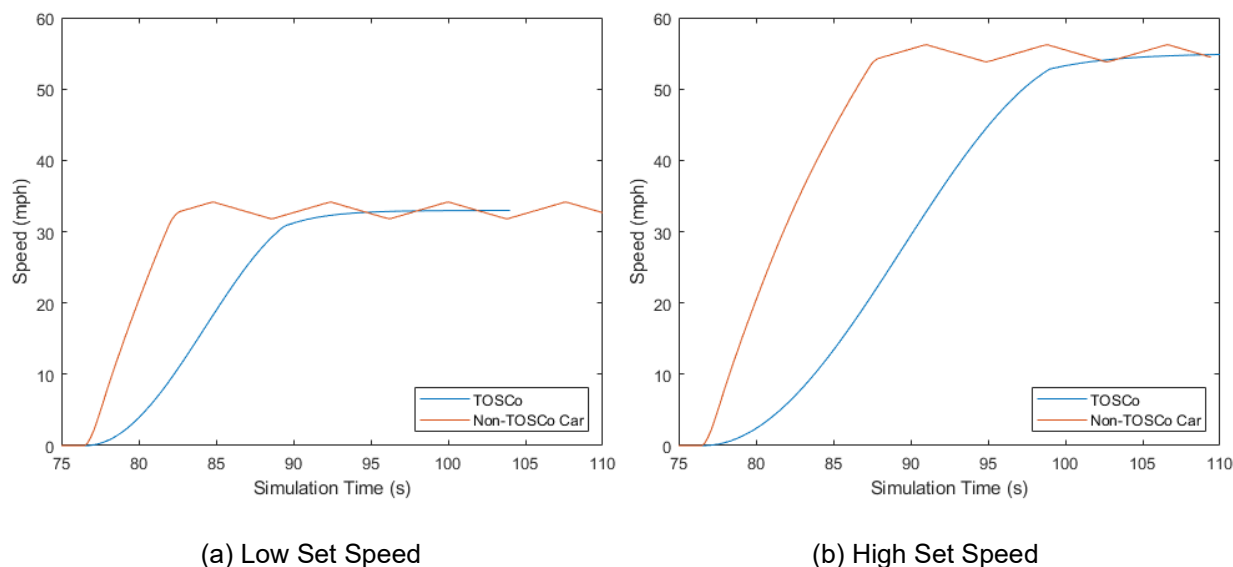 60
50
40
30
20
10
0
Speed (mph)
75 80 85 90 95 100 105 110
Simulation Time (s)
TOSCo
Non-TOSCo Car
(a) Low Set Speed
60
50
40
30
20
10
0
Speed (mph)
75 80 85 90 95 100 105 110
Simulation Time (s)
TOSCo
Non-TOSCo Car
(b) High Set Speed